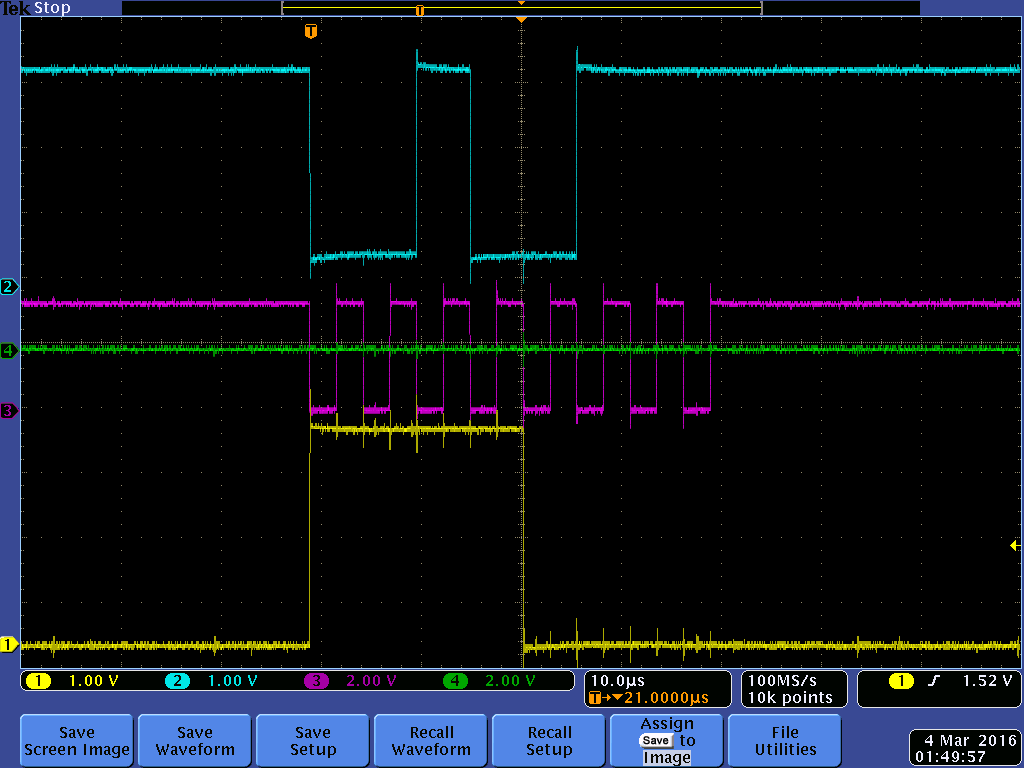 Tek Stop
T
T
2
4
3
1
1 1.00 V 2 1.00 V 3 2.00 V 4 2.00 V
10.0µs
T→▼21.0000µs
100MS/s
10k points
1 1.52 V
Save
Screen Image
Save
Waveform
Save
Setup
Recall
Waveform
Recall
Setup
Assign
Save to
Image
File
Utilities
4 Mar 2016
01:49:57